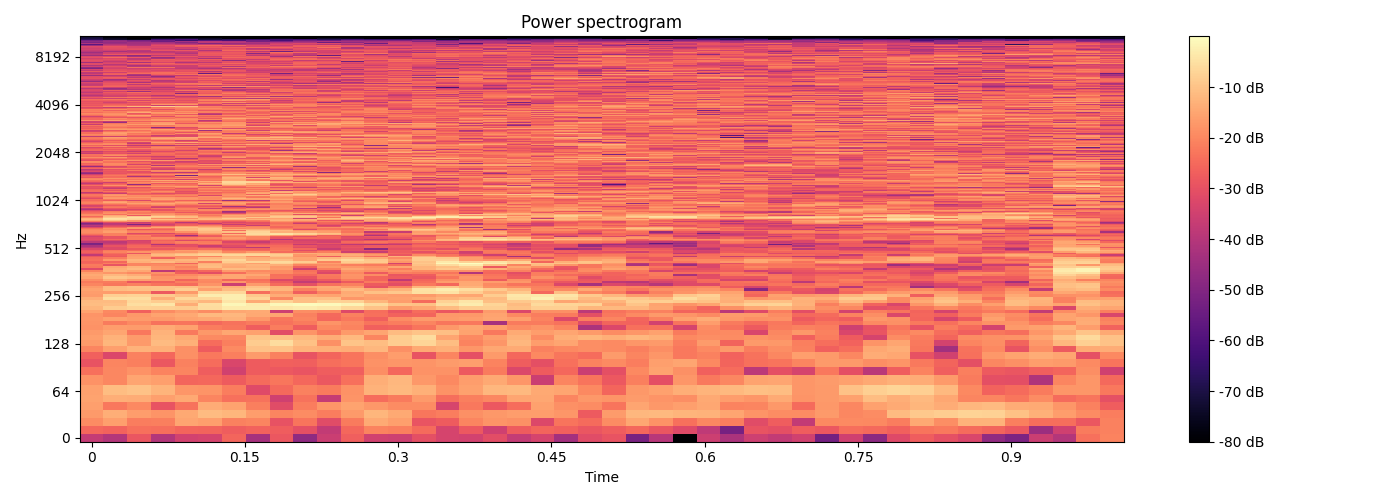 Power spectrogram
Hz
8192
4096
2048
1024
512
256
128
64
0
0 0.15 0.3 0.45 0.6 0.75 0.9
Time
-10 dB
-20 dB
-30 dB
-40 dB
-50 dB
-60 dB
-70 dB
-80 dB